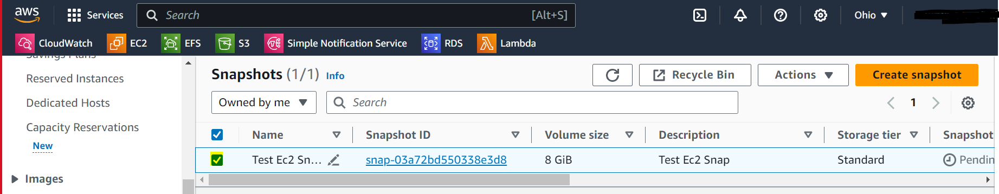 aws Services Search [Alt+S] Ohio
CloudWatch EC2 EFS S3 Simple Notification Service RDS Lambda
Savings Plans
Reserved Instances
Dedicated Hosts
Capacity Reservations
New
Images
Snapshots (1/1) Info Recycle Bin Actions Create snapshot
Owned by me Search 1
Name Snapshot ID Volume size Description Storage tier Snapshot
Test Ec2 Sn... snap-03a72bd550338e3d8 8 GiB Test Ec2 Snap Standard Pendin